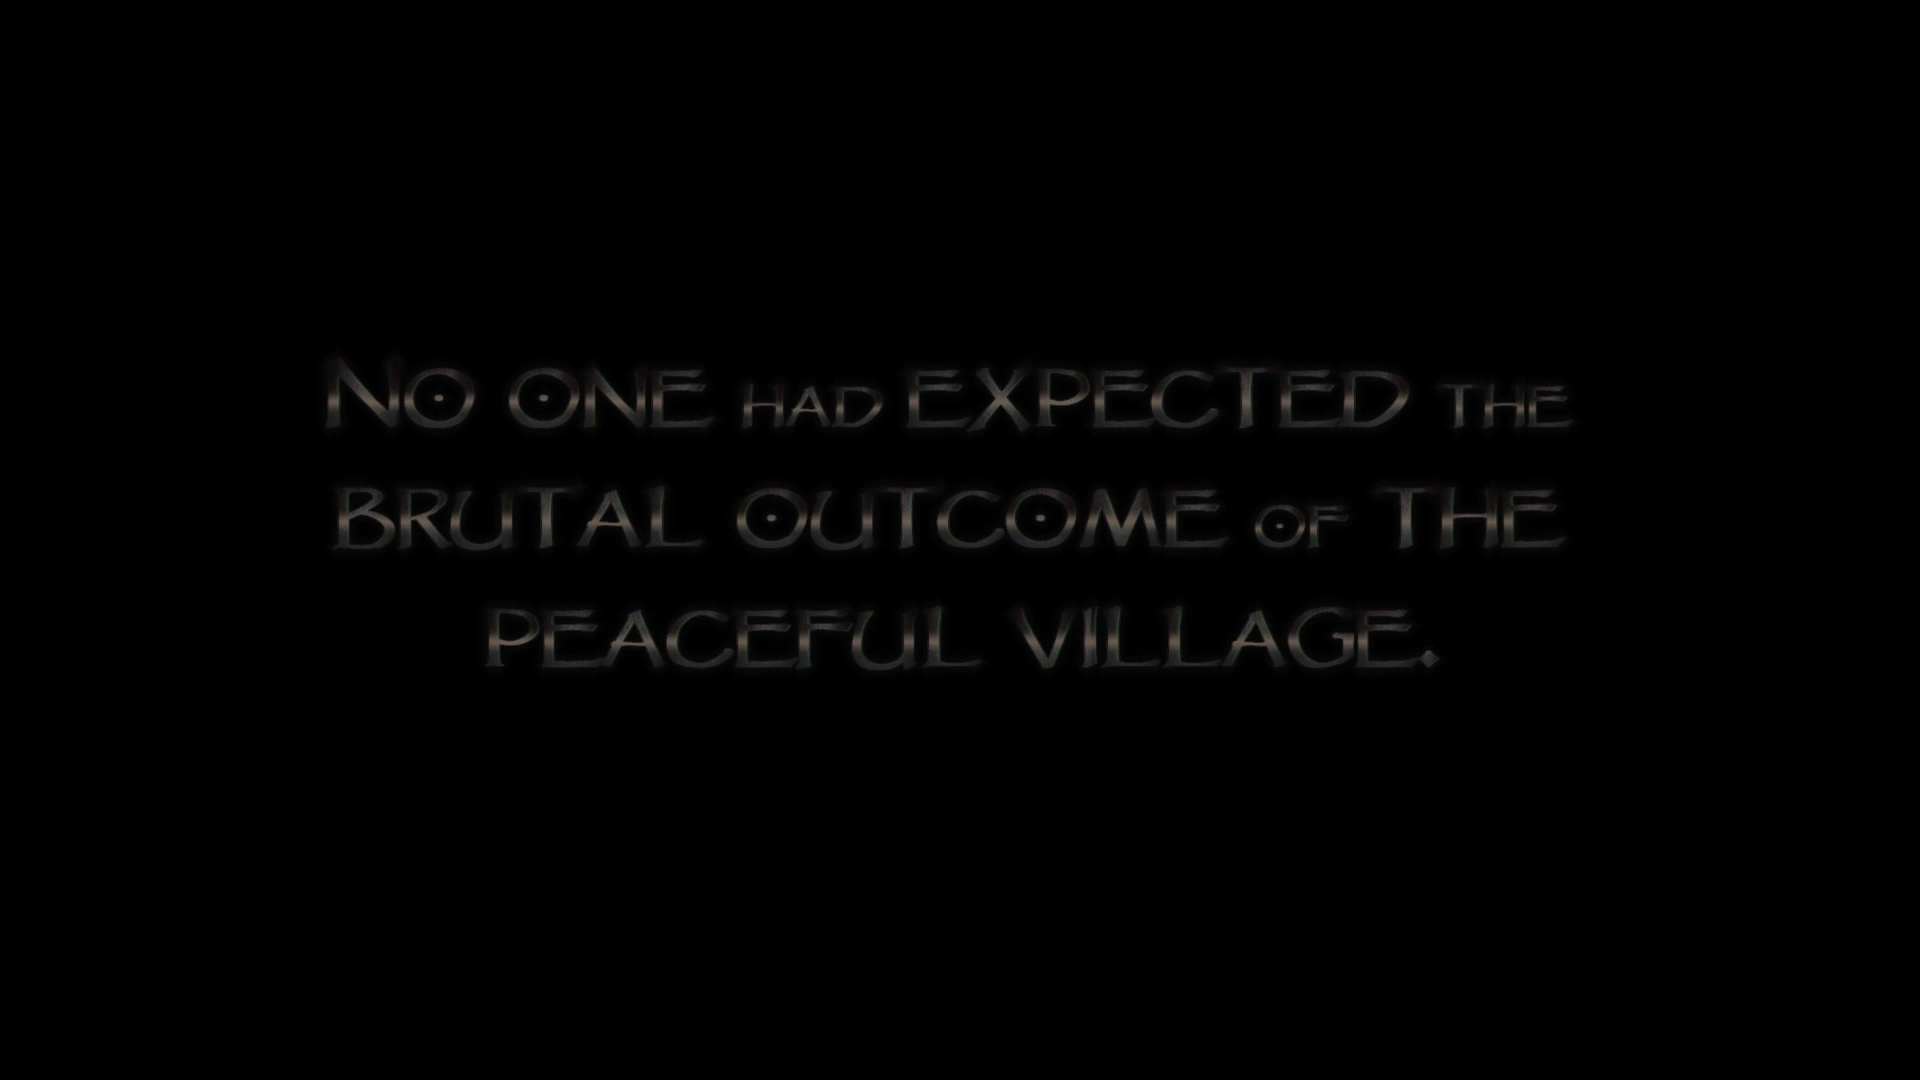 No ONE HAD EXPECTED THE
BRUTAL OUTCOME OF THE
PEACEFUL VILLAGE.